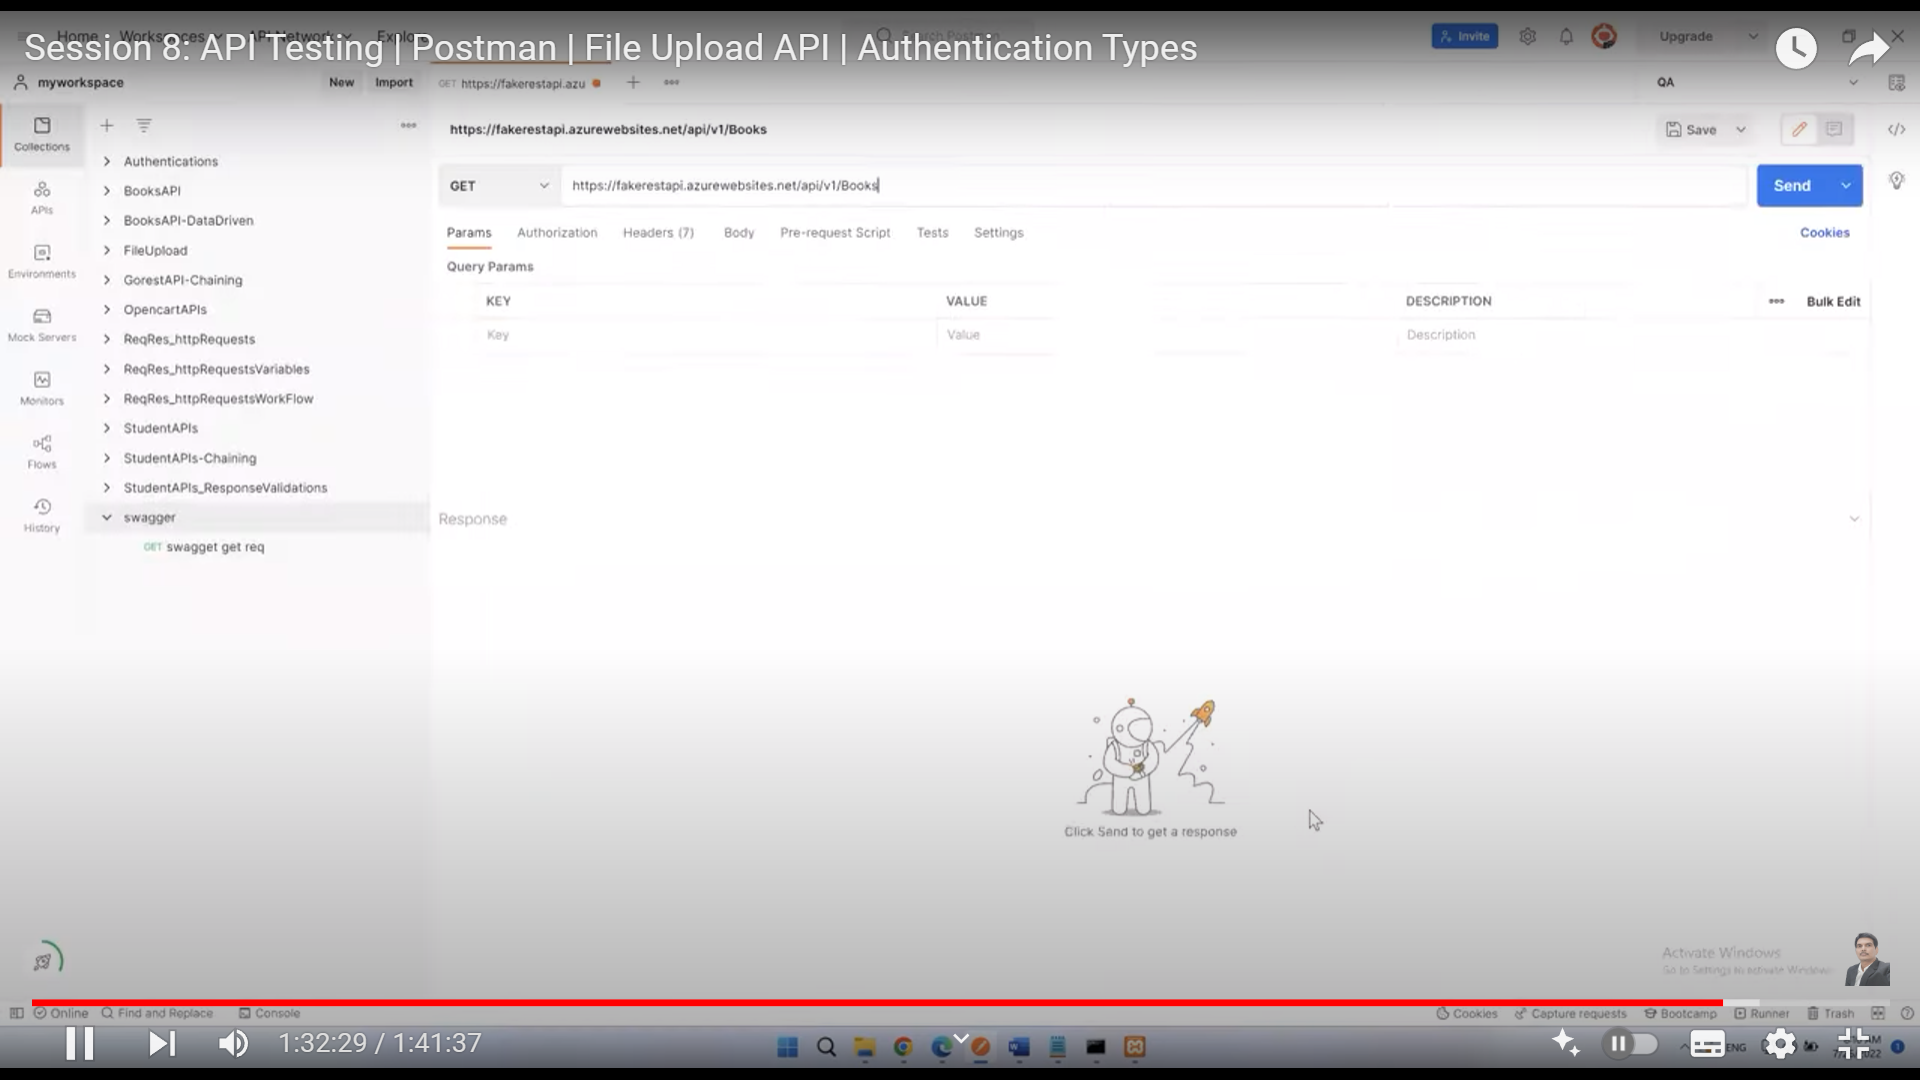 Session 8: API Testing | Postman | File Upload API | Authentication Types
Home Workspaces API Network Explore
Invite
Upgrade
myworkspace
New Import
GET https://fakerestapi.azu
QA
Collections
APIs
Environments
Mock Servers
Monitors
Flows
History
Authentications
BooksAPI
BooksAPI-DataDriven
FileUpload
GorestAPI-Chaining
OpencartAPIs
ReqRes_httpRequests
ReqRes_httpRequestsVariables
ReqRes_httpRequestsWorkFlow
StudentAPIs
StudentAPIs-Chaining
StudentAPIs_ResponseValidations
swagger
GET swagget get req
https://fakerestapi.azurewebsites.net/api/v1/Books
Save
GET https://fakerestapi.azurewebsites.net/api/v1/Books
Send
Params Authorization Headers (7) Body Pre-request Script Tests Settings
Cookies
Query Params
KEY VALUE DESCRIPTION
Bulk Edit
Key Value Description
Response
Click Send to get a response
Activate Windows
Go to Settings to activate Windows
Online Find and Replace Console
Cookies Capture requests Bootcamp Runner Trash
1:32:29 / 1:41:37
ENG